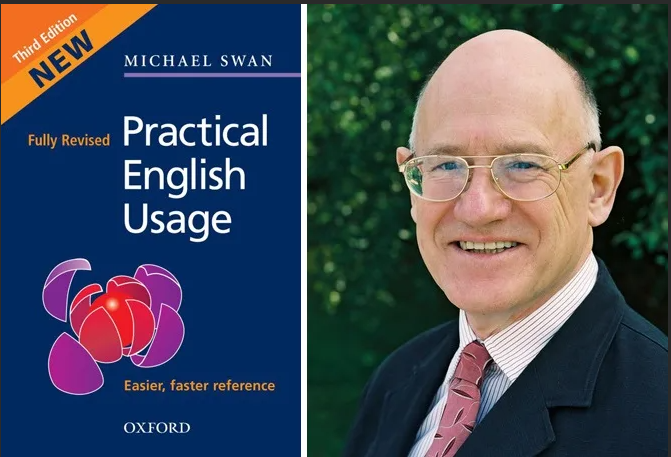 Third Edition
NEW
MICHAEL SWAN
Fully Revised
Practical
English
Usage
Easier, faster reference
OXFORD